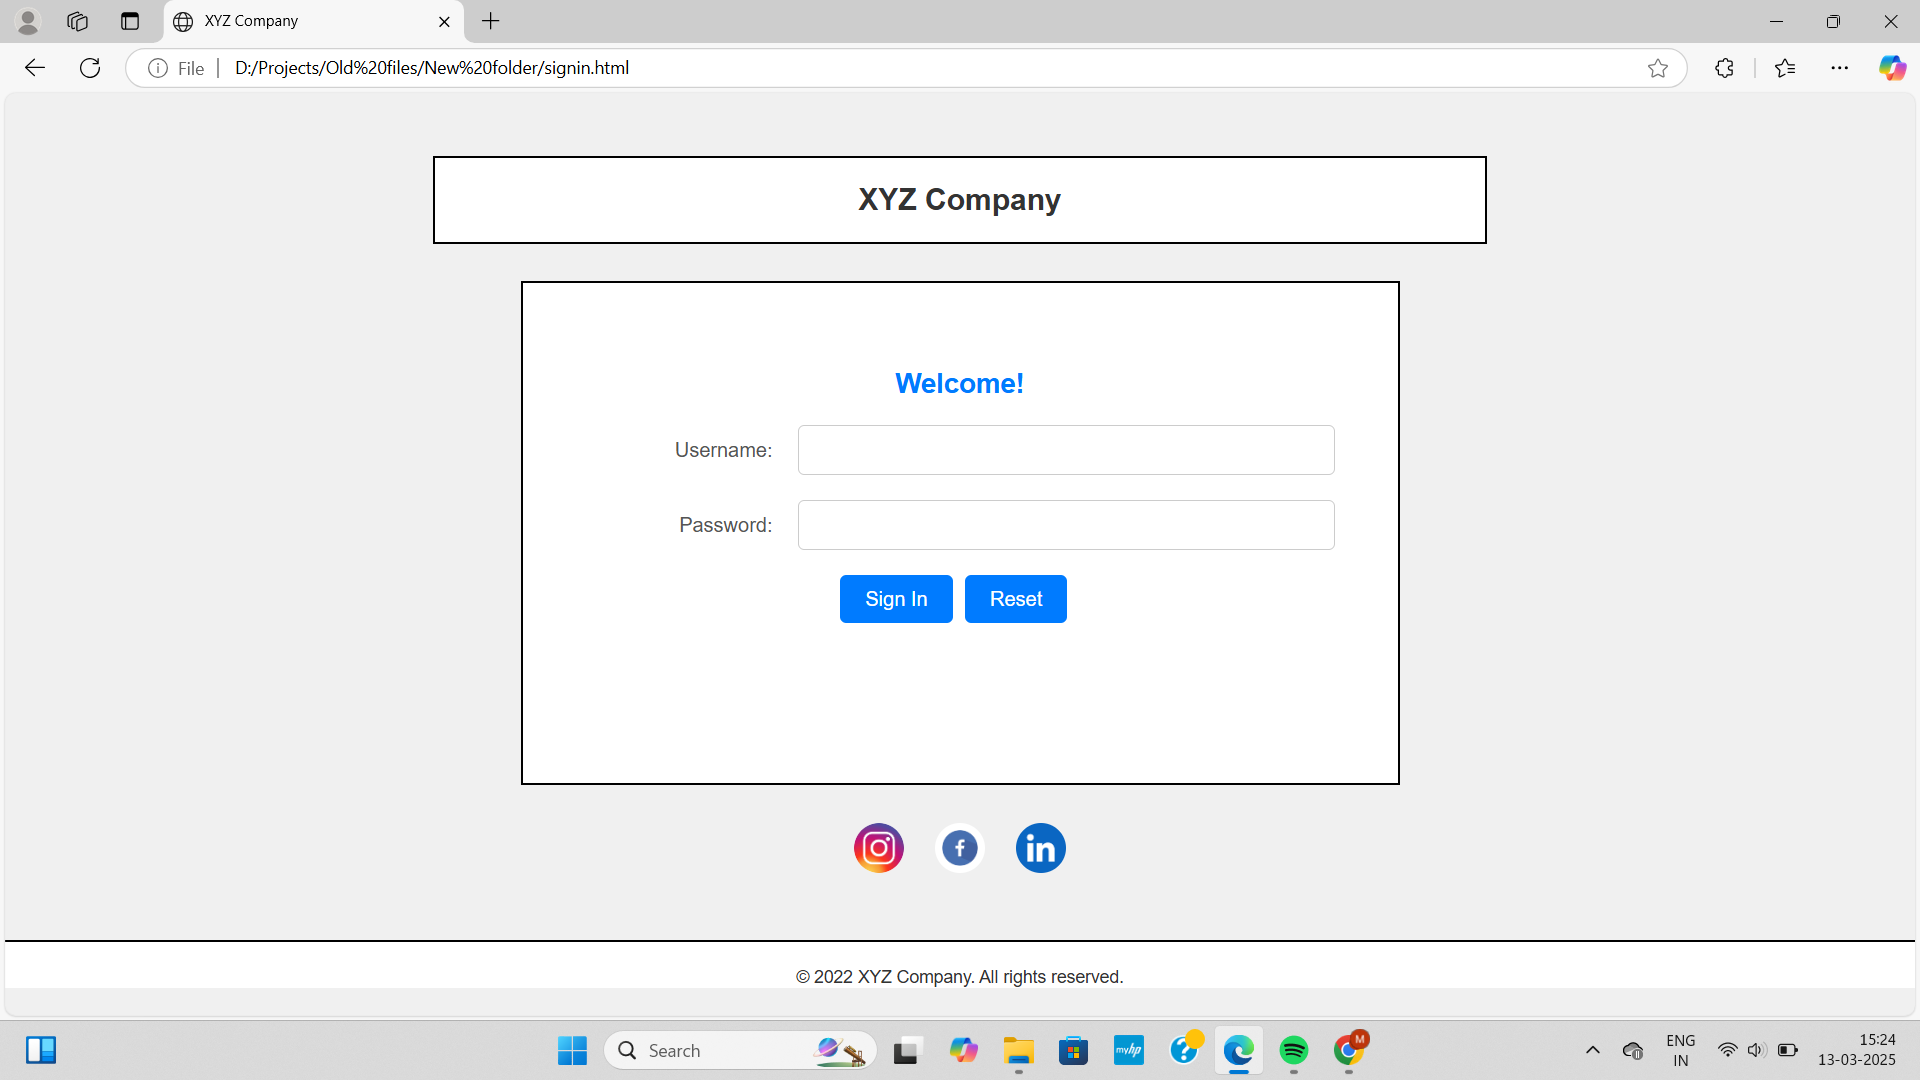 XYZ Company
File
D:/Projects/Old%20files/New%20folder/signin.html
XYZ Company
Welcome!
Username:
Password:
Sign In
Reset
© 2022 XYZ Company. All rights reserved.
Search
myhp
M
ENG
IN
15:24
13-03-2025